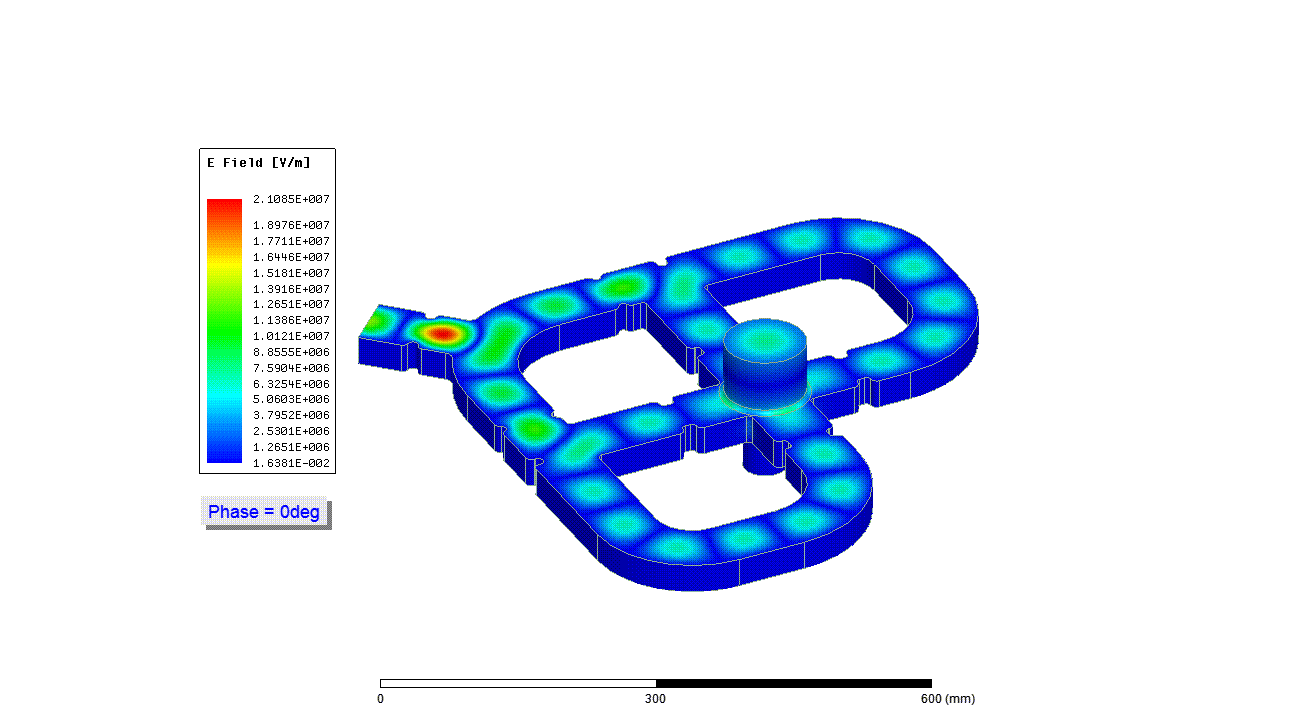 E Field [V/m]
2.1085E+007
1.8976E+007
1.7711E+007
1.6446E+007
1.5181E+007
1.3916E+007
1.2651E+007
1.1386E+007
1.0121E+007
8.8555E+006
7.5904E+006
6.3254E+006
5.0603E+006
3.7952E+006
2.5301E+006
1.2651E+006
1.6381E-002
Phase = 0deg
0 300 600 (mm)